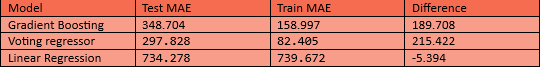 Model Test MAE Train MAE Difference
Gradient Boosting 348.704 158.997 189.708
Voting regressor 297.828 82.405 215.422
Linear Regression 734.278 739.672 -5.394